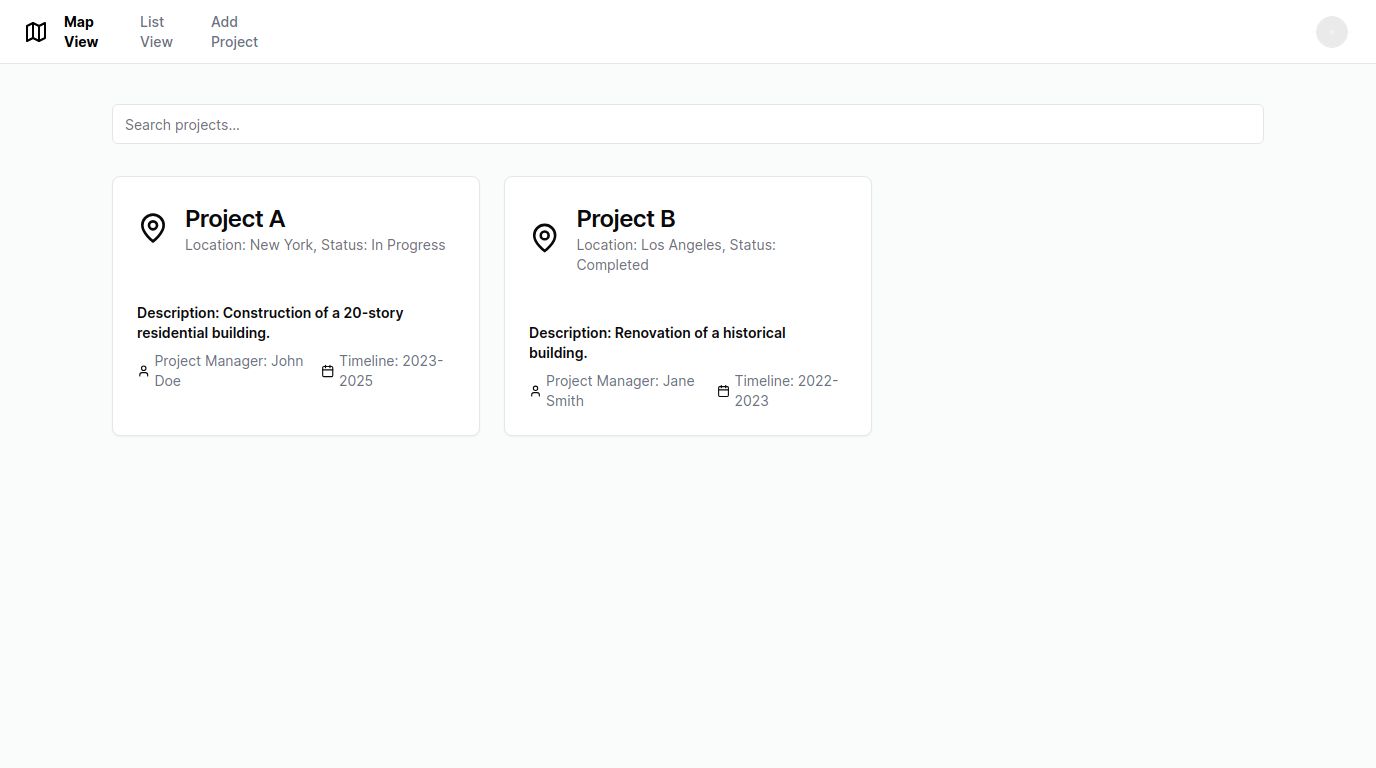 Map
View
List
View
Add
Project
Search projects...
Project A
Location: New York, Status: In Progress
Description: Construction of a 20-story
residential building.
Project Manager: John
Doe
Timeline: 2023-
2025
Project B
Location: Los Angeles, Status:
Completed
Description: Renovation of a historical
building.
Project Manager: Jane
Smith
Timeline: 2022-
2023